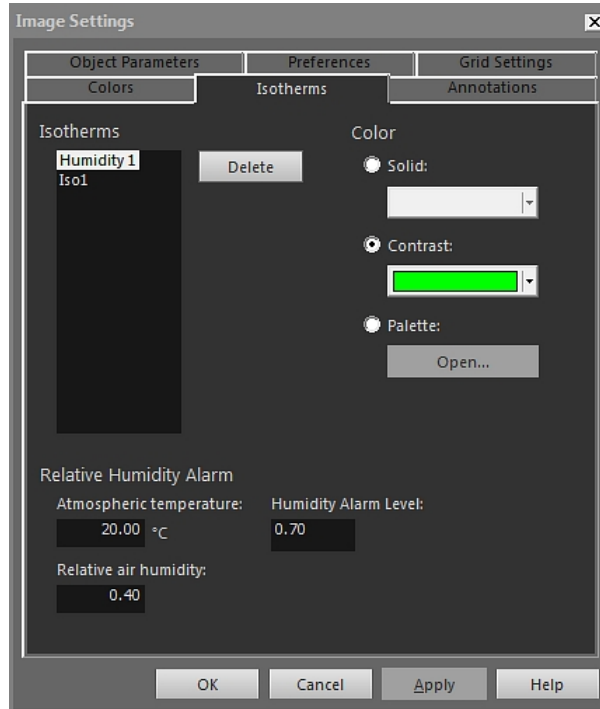 Image Settings
Object Parameters Preferences Grid Settings
Colors Isotherms Annotations
Isotherms Color
Humidity 1 Delete Solid:
Iso1
Contrast:
Palette:
Open...
Relative Humidity Alarm
Atmospheric temperature: Humidity Alarm Level:
20.00 °C 0.70
Relative air humidity:
0.40
OK Cancel Apply Help